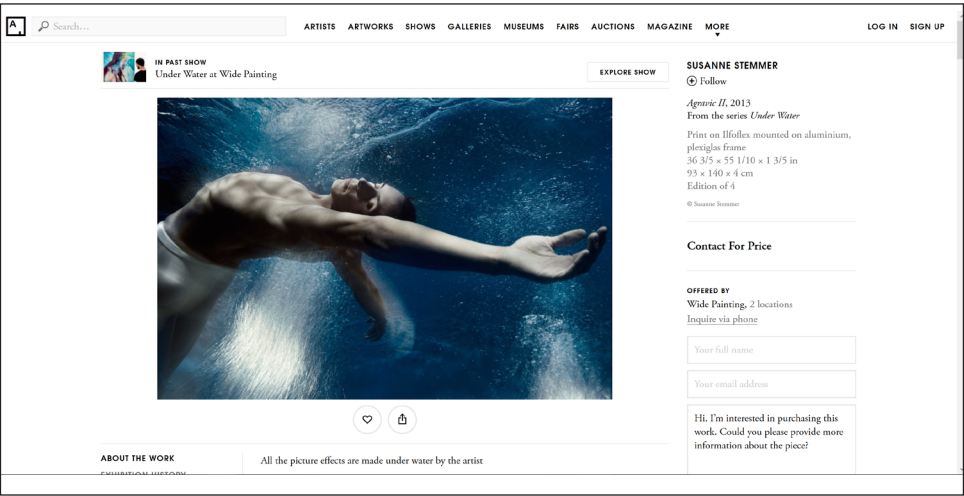 A
Search...
ARTISTS ARTWORKS SHOWS GALLERIES MUSEUMS FAIRS AUCTIONS MAGAZINE MORE
LOG IN SIGN UP
IN PAST SHOW
Under Water at Wide Painting
EXPLORE SHOW
SUSANNE STEMMER
Follow
Agravic II, 2013
From the series Under Water
Print on Ilfoflex mounted on aluminium,
plexiglas frame
36 3/5 × 55 1/10 × 1 3/5 in
93 × 140 × 4 cm
Edition of 4
© Susanne Stemmer
Contact For Price
OFFERED BY
Wide Painting, 2 locations
Inquire via phone
Your full name
Your email address
Hi, I'm interested in purchasing this
work. Could you please provide more
information about the piece?
ABOUT THE WORK
All the picture effects are made under water by the artist
EXHIBITION HISTORY